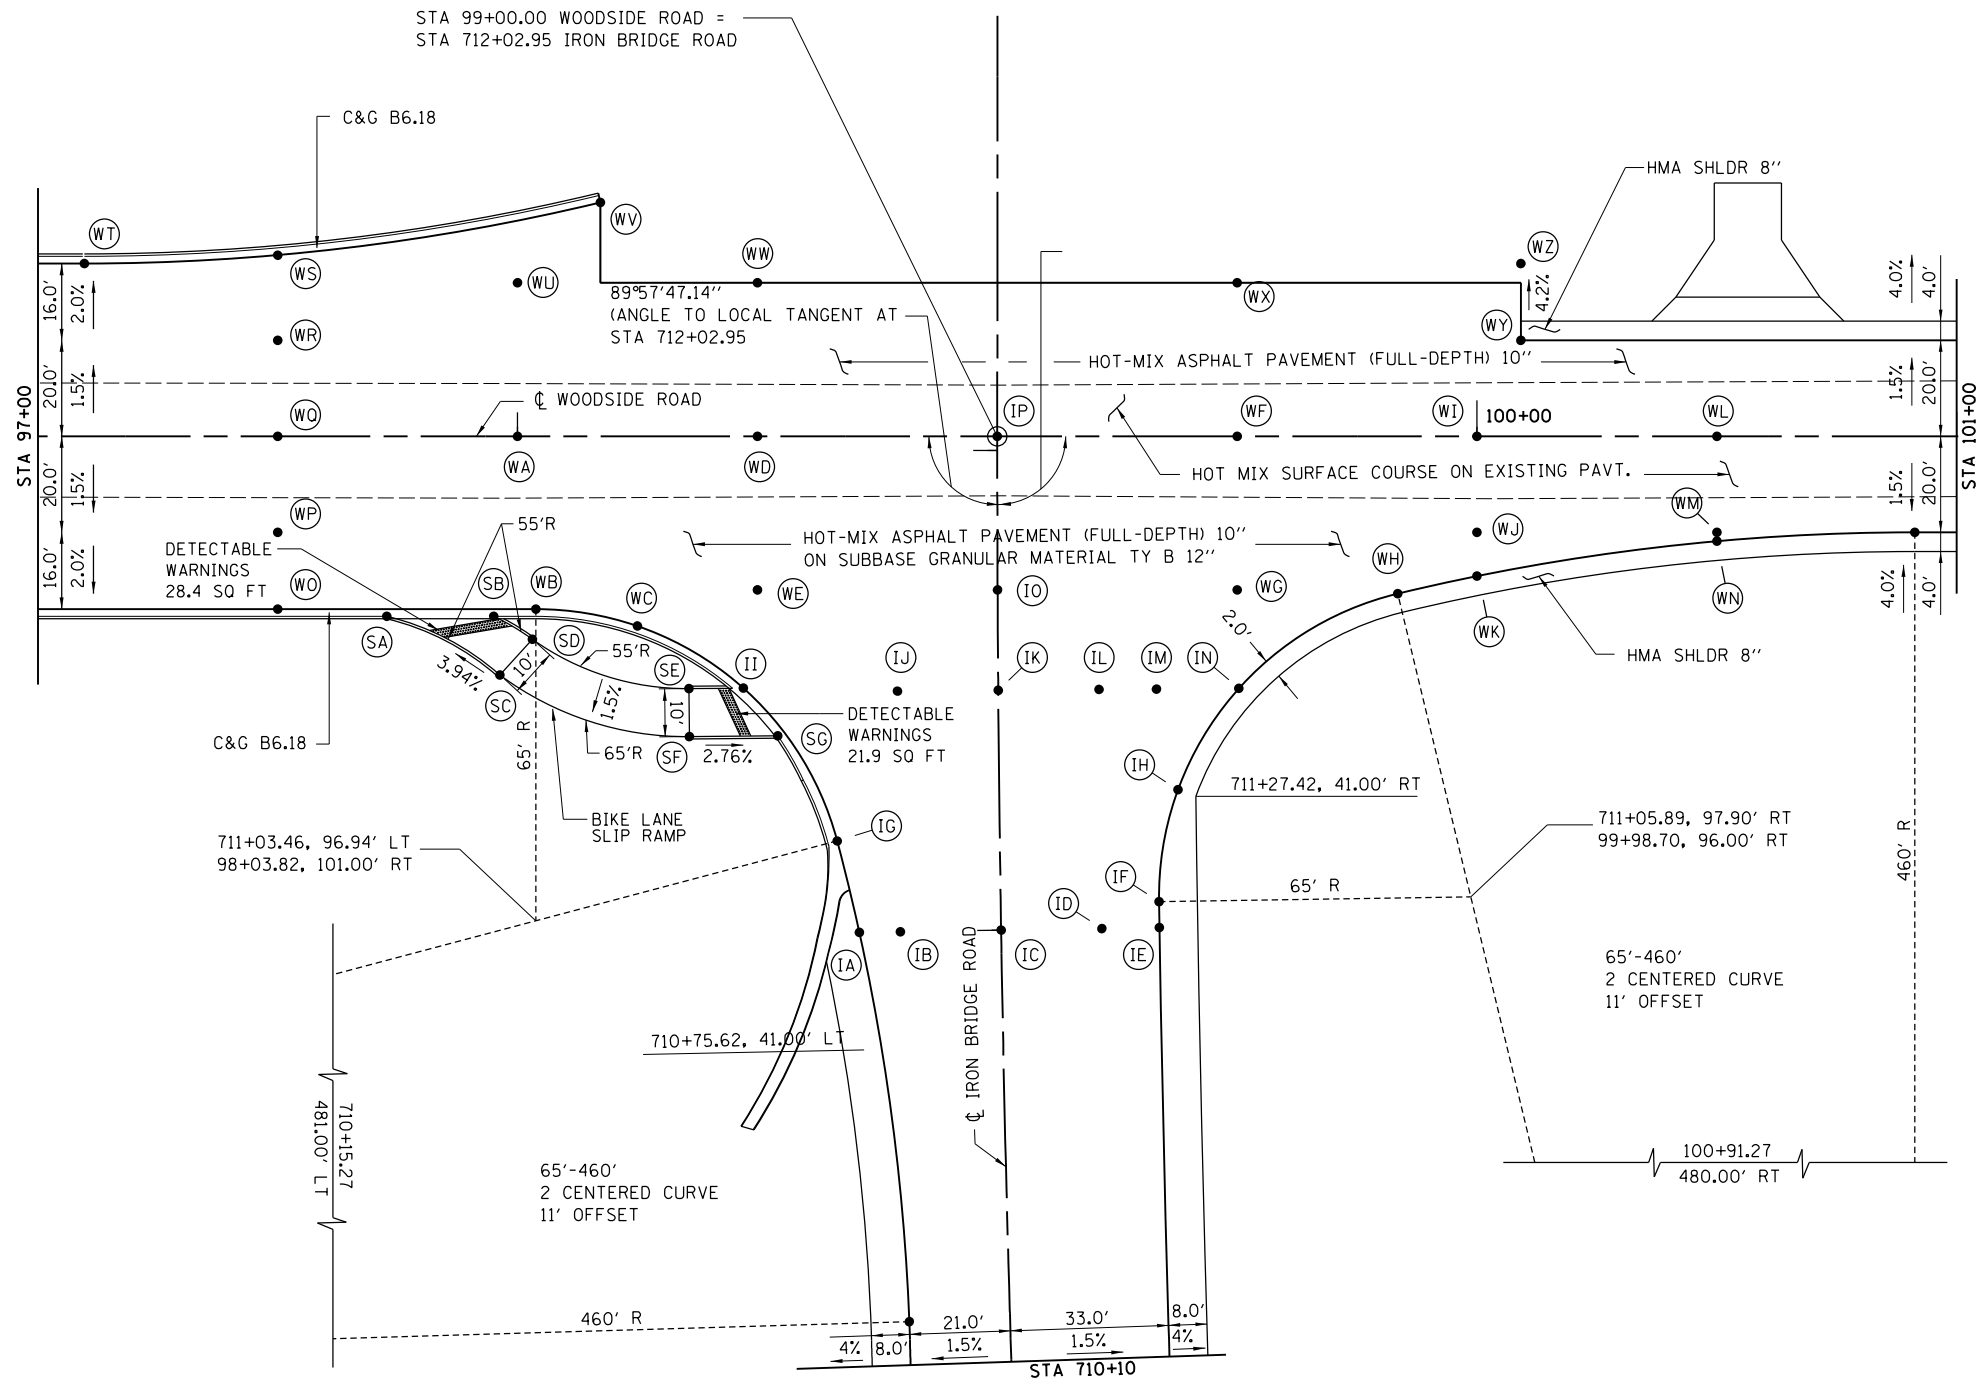 STA 99+00.00 WOODSIDE ROAD =
STA 712+02.95 IRON BRIDGE ROAD
C&G B6.18
HMA SHLDR 8''
WT
WS
WV
WW
WU
WX
WZ
4.2%
4.0%
4.0'
16.0'
2.0%
WR
89°57'47.14''
(ANGLE TO LOCAL TANGENT AT
STA 712+02.95
WY
HOT-MIX ASPHALT PAVEMENT (FULL-DEPTH) 10''
20.0'
1.5%
1.5%
20.0'
STA 97+00
℄ WOODSIDE ROAD
WQ
WA
WD
IP
WF
WI
100+00
WL
STA 101+00
HOT MIX SURFACE COURSE ON EXISTING PAVT.
20.0'
1.5%
1.5%
20.0'
WP
55'R
WM
WJ
HOT-MIX ASPHALT PAVEMENT (FULL-DEPTH) 10''
ON SUBBASE GRANULAR MATERIAL TY B 12''
DETECTABLE
WARNINGS
28.4 SQ FT
16.0'
2.0%
WO
SB
WB
WC
WE
IO
WG
WH
WK
WN
4.0%
4.0'
2.0'
SA
SD
55'R
10'
3.94%
SC
SE
II
IJ
IK
IL
IM
IN
HMA SHLDR 8''
1.5%
10'
DETECTABLE
WARNINGS
21.9 SQ FT
C&G B6.18
65' R
65'R
SF
2.76%
SG
IH
711+27.42, 41.00' RT
BIKE LANE
SLIP RAMP
IG
711+03.46, 96.94' LT
98+03.82, 101.00' RT
711+05.89, 97.90' RT
99+98.70, 96.00' RT
460' R
IF
65' R
ID
IA
IB
IC
IE
℄ IRON BRIDGE ROAD
65'-460'
2 CENTERED CURVE
11' OFFSET
710+75.62, 41.00' LT
710+15.27
481.00' LT
65'-460'
2 CENTERED CURVE
11' OFFSET
100+91.27
480.00' RT
460' R
4%
8.0'
21.0'
1.5%
33.0'
1.5%
8.0'
4%
STA 710+10